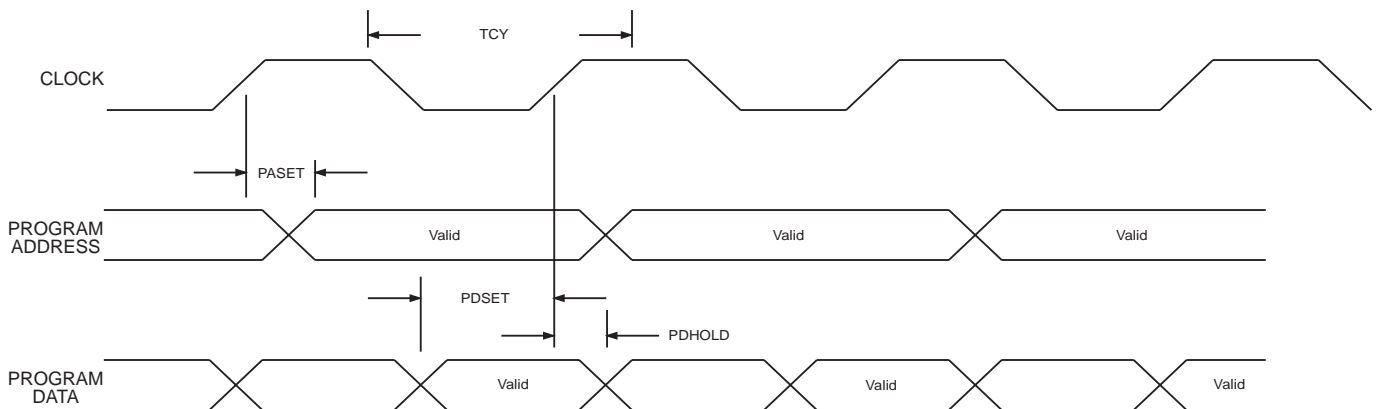 TCY
CLOCK
PASET
PROGRAM
ADDRESS
Valid
Valid
Valid
PDSET
PDHOLD
PROGRAM
DATA
Valid
Valid
Valid